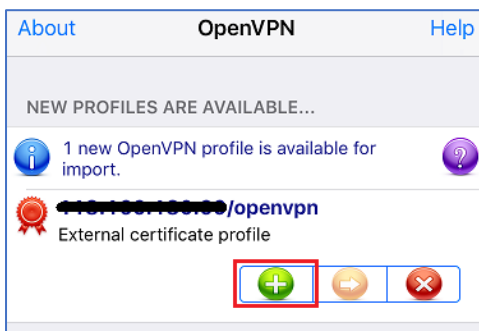 About OpenVPN Help
NEW PROFILES ARE AVAILABLE...
1 new OpenVPN profile is available for
import.
/openvpn
External certificate profile